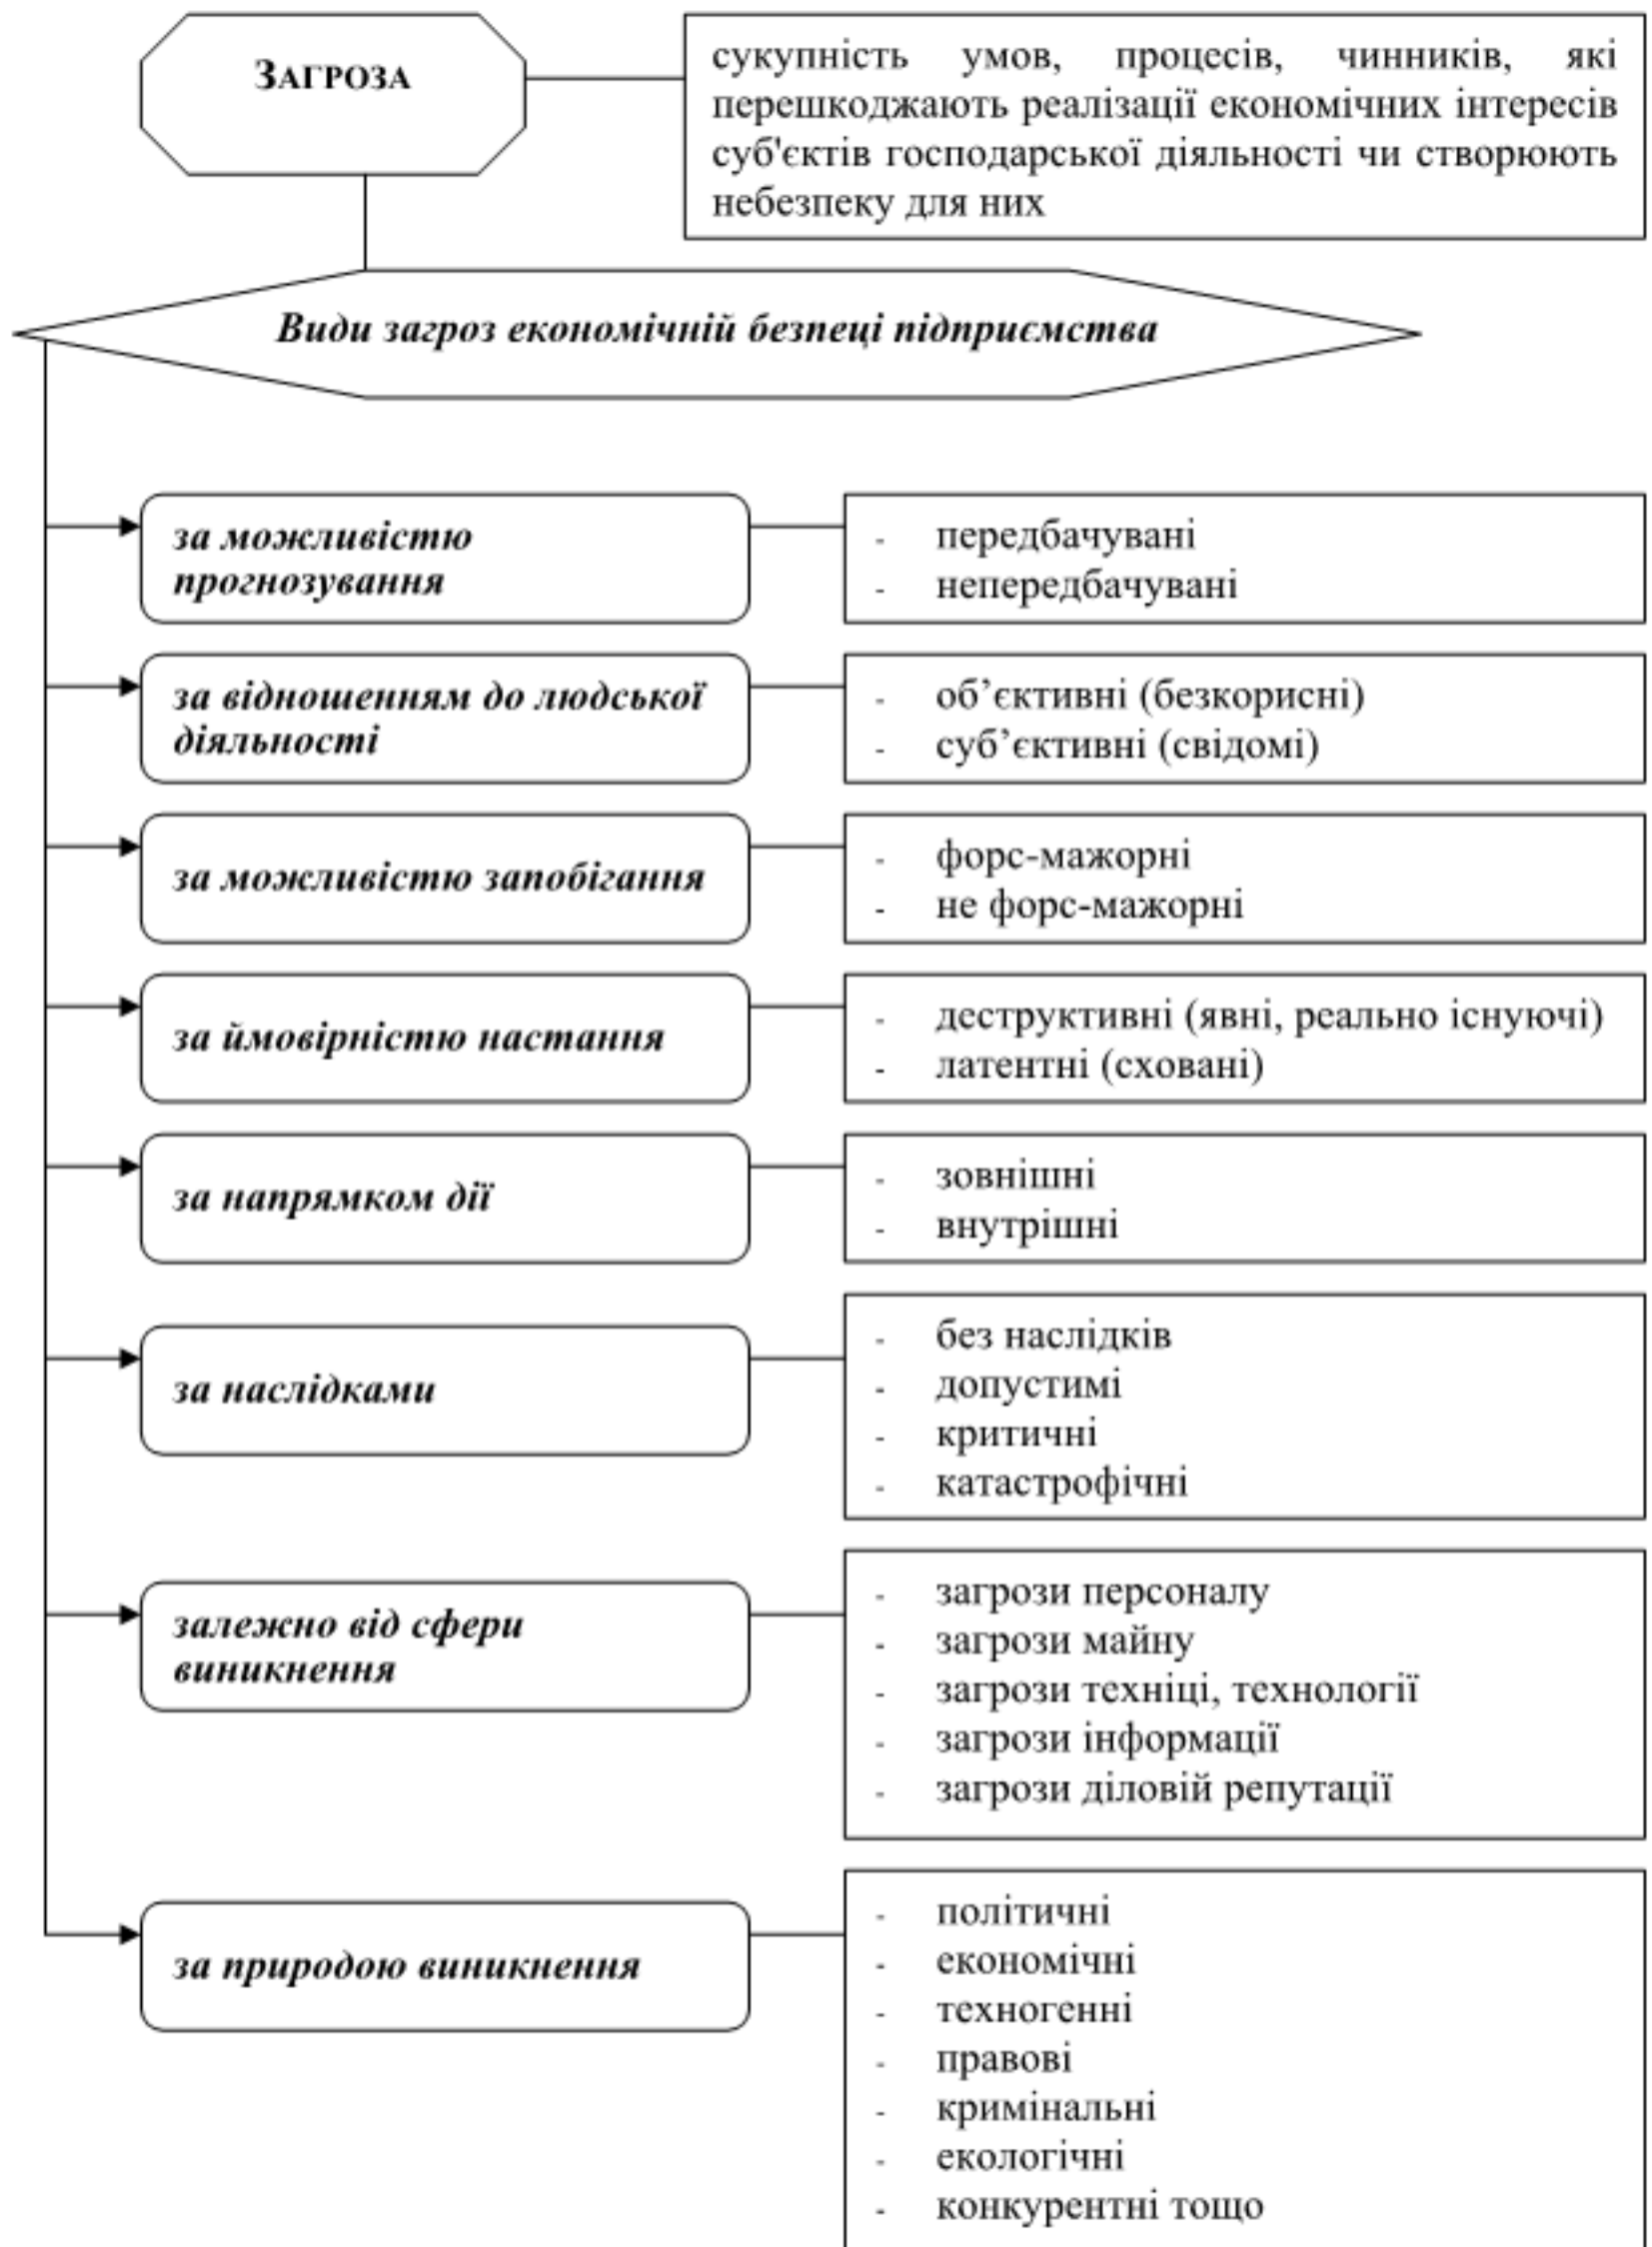 ЗАГРОЗА
сукупність умов, процесів, чинників, які
перешкоджають реалізації економічних інтересів
суб'єктів господарської діяльності чи створюють
небезпеку для них
Види загроз економічній безпеці підприємства
за можливістю
прогнозування
- передбачувані
- непередбачувані
за відношенням до людської
діяльності
- об’єктивні (безкорисні)
- суб’єктивні (свідомі)
за можливістю запобігання
- форс-мажорні
- не форс-мажорні
за ймовірністю настання
- деструктивні (явні, реально існуючі)
- латентні (сховані)
за напрямком дії
- зовнішні
- внутрішні
за наслідками
- без наслідків
- допустимі
- критичні
- катастрофічні
залежно від сфери
виникнення
- загрози персоналу
- загрози майну
- загрози техніці, технології
- загрози інформації
- загрози діловій репутації
за природою виникнення
- політичні
- економічні
- техногенні
- правові
- кримінальні
- екологічні
- конкурентні тощо